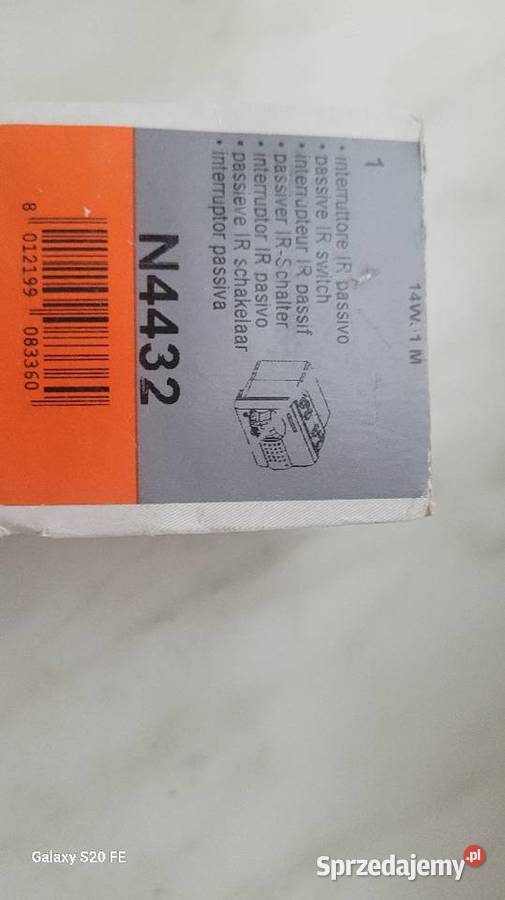 14W.1 M
1
• interruttore IR passivo
• passive IR switch
• interrupteur IR passif
• passiver IR-Schalter
• interruptor IR pasivo
• passieve IR schakelaar
• interruptor passiva
N4432
8 012199 083360
Galaxy S20 FE
Sprzedajemy.pl